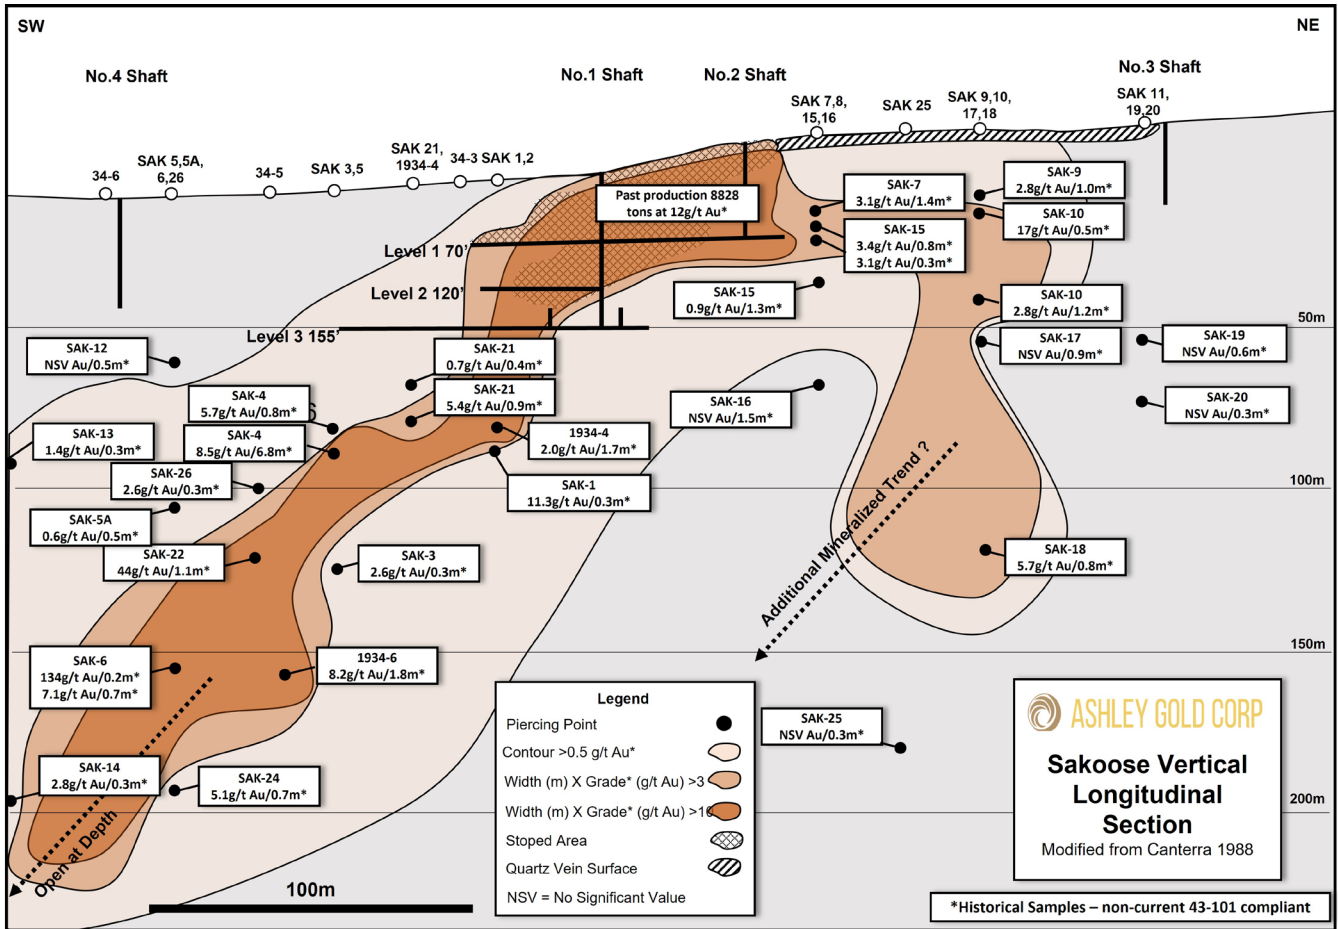 SW
NE
No.4 Shaft
No.1 Shaft
No.2 Shaft
No.3 Shaft
34-6
SAK 5,5A,
6,26
34-5
SAK 3,5
SAK 21,
1934-4
34-3 SAK 1,2
SAK 7,8,
15,16
SAK 25
SAK 9,10,
17,18
SAK 11,
19,20
Past production 8828
tons at 12g/t Au*
SAK-7
3.1g/t Au/1.4m*
SAK-9
2.8g/t Au/1.0m*
SAK-10
17g/t Au/0.5m*
SAK-15
3.4g/t Au/0.8m*
3.1g/t Au/0.3m*
Level 1 70'
Level 2 120'
Level 3 155'
SAK-15
0.9g/t Au/1.3m*
SAK-10
2.8g/t Au/1.2m*
50m
SAK-12
NSV Au/0.5m*
SAK-21
0.7g/t Au/0.4m*
SAK-17
NSV Au/0.9m*
SAK-19
NSV Au/0.6m*
SAK-4
5.7g/t Au/0.8m*
6
SAK-21
5.4g/t Au/0.9m*
SAK-16
NSV Au/1.5m*
SAK-20
NSV Au/0.3m*
SAK-13
1.4g/t Au/0.3m*
SAK-4
8.5g/t Au/6.8m*
1934-4
2.0g/t Au/1.7m*
SAK-26
2.6g/t Au/0.3m*
SAK-1
11.3g/t Au/0.3m*
100m
SAK-5A
0.6g/t Au/0.5m*
SAK-22
44g/t Au/1.1m*
SAK-3
2.6g/t Au/0.3m*
Additional Mineralized Trend ?
SAK-18
5.7g/t Au/0.8m*
150m
SAK-6
134g/t Au/0.2m*
7.1g/t Au/0.7m*
1934-6
8.2g/t Au/1.8m*
SAK-25
NSV Au/0.3m*
SAK-14
2.8g/t Au/0.3m*
SAK-24
5.1g/t Au/0.7m*
200m
Open at Depth
100m
Legend
Piercing Point
Contour >0.5 g/t Au*
Width (m) X Grade* (g/t Au) >3
Width (m) X Grade* (g/t Au) >10
Stoped Area
Quartz Vein Surface
NSV = No Significant Value
ASHLEY GOLD CORP
Sakoose Vertical
Longitudinal
Section
Modified from Canterra 1988
*Historical Samples – non-current 43-101 compliant